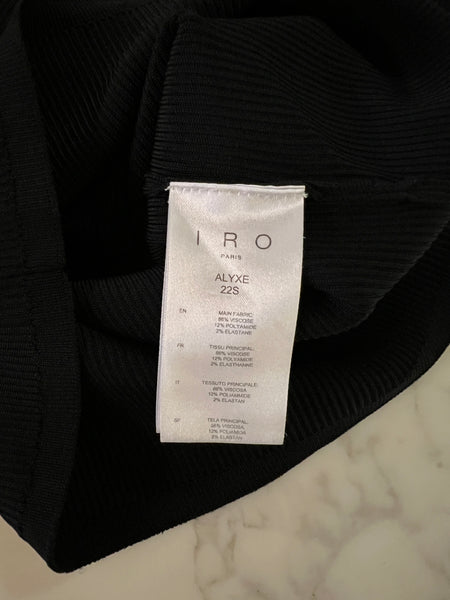 IRO
PARIS
ALYXE
22S
EN
MAIN FABRIC:
86% VISCOSE
12% POLYAMIDE
2% ELASTANE
FR
TISSU PRINCIPAL:
86% VISCOSE
12% POLYAMIDE
2% ELASTHANNE
IT
TESSUTO PRINCIPALE:
86% VISCOSA
12% POLIAMMIDE
2% ELASTAN
SP
TELA PRINCIPAL:
86% VISCOSA
12% POLIAMIDA
2% ELASTAN